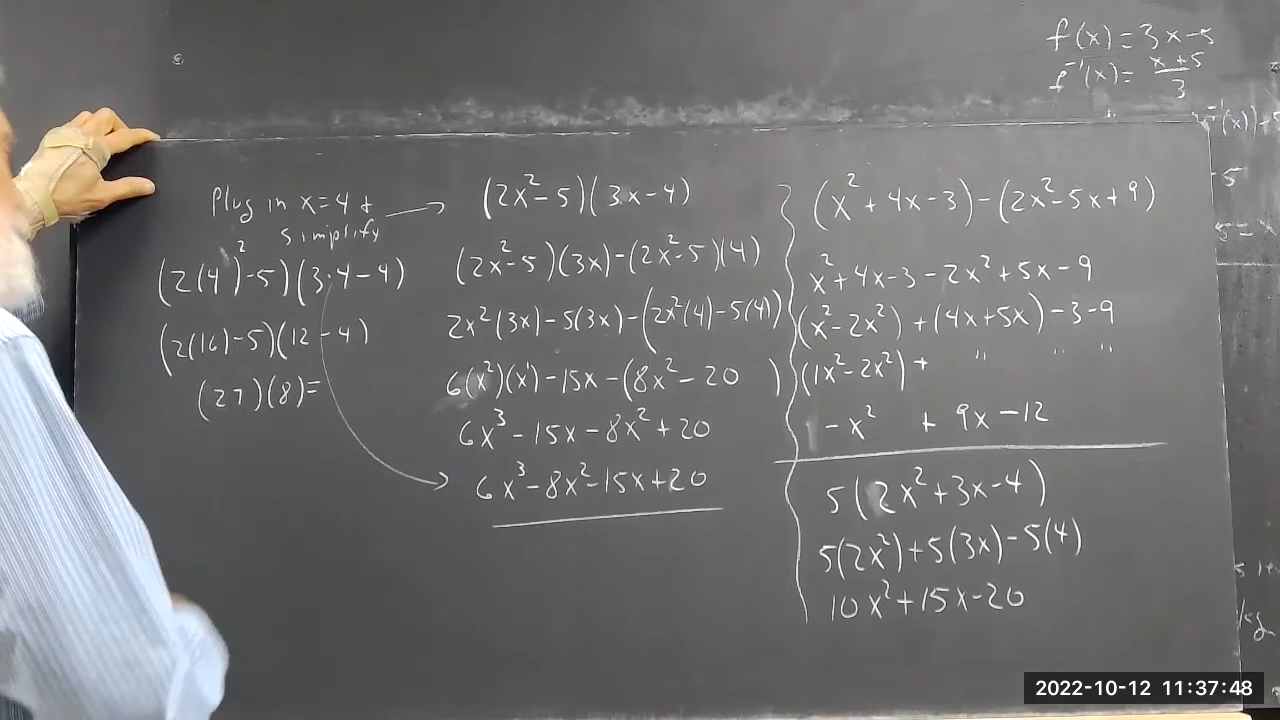 f(x) = 3x-5
f⁻¹(x) = (x+5)/3
⁻¹(x))
-5
Plug in x=4 &
simplify
(2(4)²-5)(3·4-4)
(2(16)-5)(12-4)
(27)(8)=
(2x²-5)(3x-4)
(2x²-5)(3x)-(2x²-5)(4)
2x²(3x)-5(3x)-(2x²(4)-5(4))
6(x²)(x¹)-15x-(8x²-20)
6x³-15x-8x²+20
6x³-8x²-15x+20
(x²+4x-3)-(2x²-5x+9)
x²+4x-3-2x²+5x-9
(x²-2x²)+(4x+5x)-3-9
(1x²-2x²)+ " " "
-x² + 9x-12
5(2x²+3x-4)
5(2x²)+5(3x)-5(4)
10x²+15x-20
2022-10-12 11:37:48